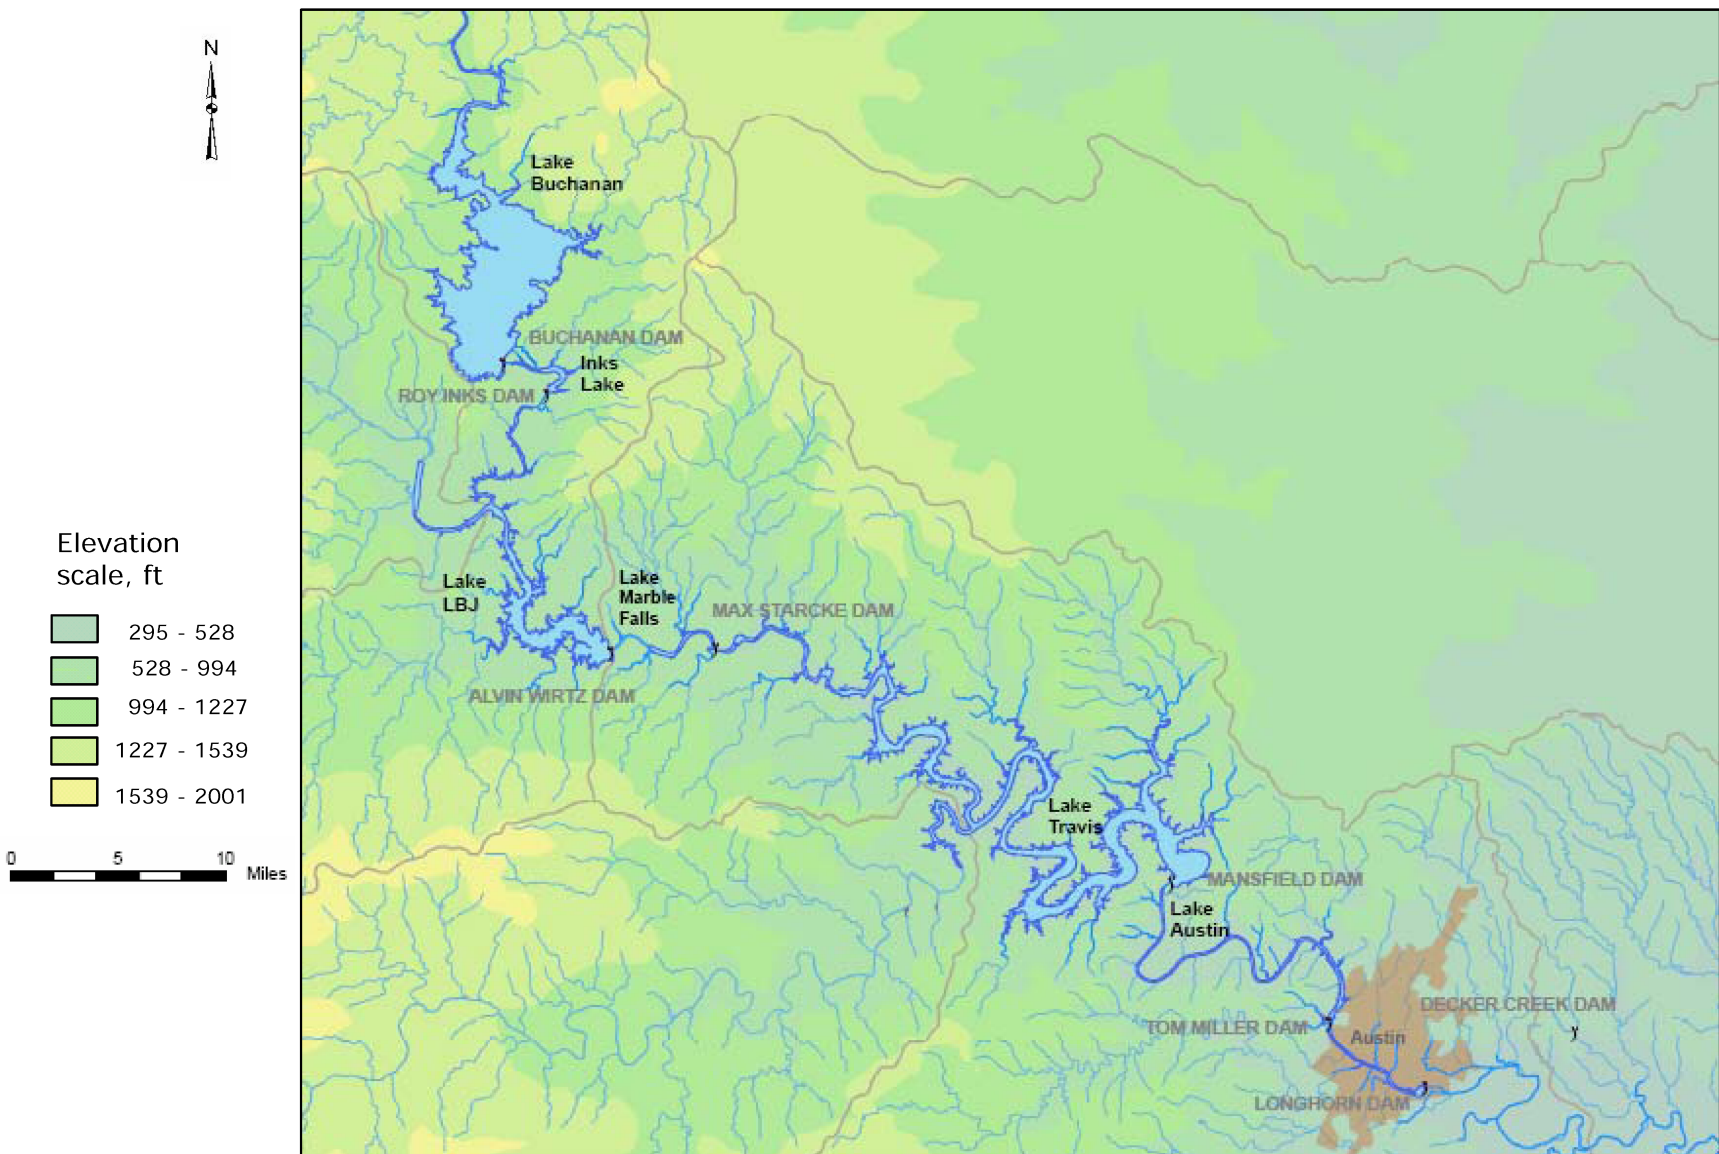 N
Lake
Buchanan
BUCHANAN DAM
Inks
Lake
ROY INKS DAM
Elevation
scale, ft
295 - 528
528 - 994
994 - 1227
1227 - 1539
1539 - 2001
0 5 10
Miles
Lake
LBJ
Lake
Marble
Falls
MAX STARCKE DAM
ALVIN WIRTZ DAM
Lake
Travis
MANSFIELD DAM
Lake
Austin
DECKER CREEK DAM
TOM MILLER DAM
Austin
LONGHORN DAM